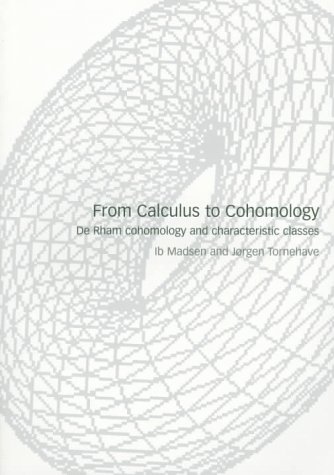 From Calculus to Cohomology
De Rham cohomology and characteristic classes
Ib Madsen and Jørgen Tornehave